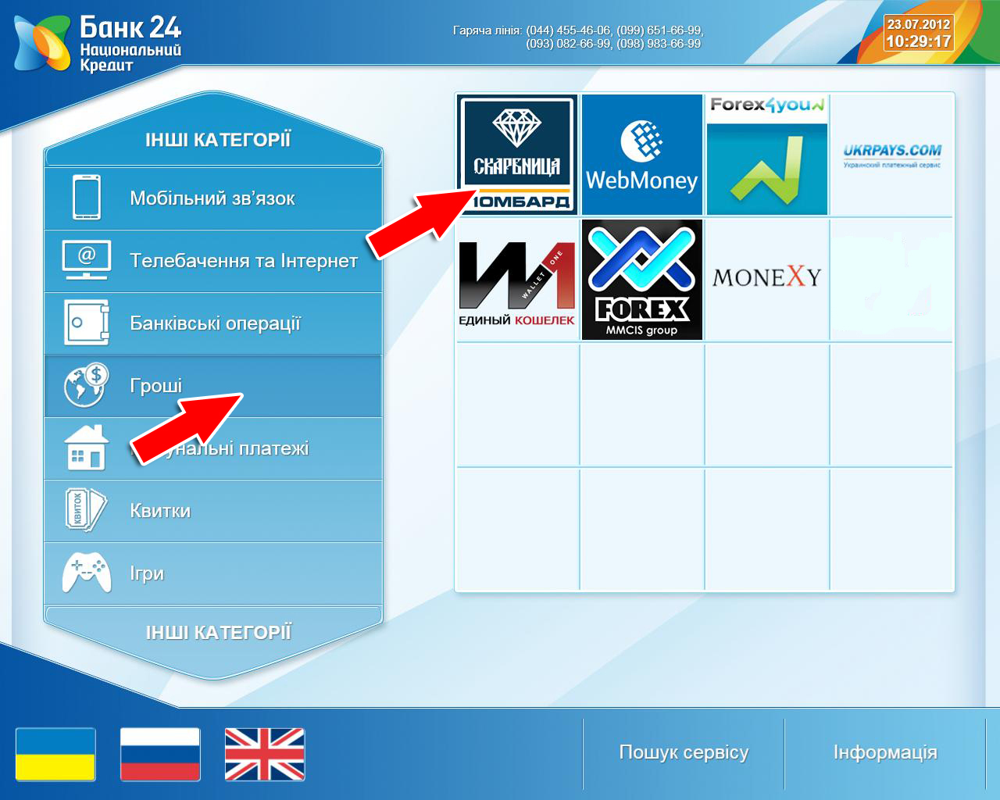 Банк 24
Національний
Кредит
Гаряча лінія: (044) 455-46-06, (099) 651-66-99,
(093) 082-66-99, (098) 983-66-99
23.07.2012
10:29:17
ІНШІ КАТЕГОРІЇ
Мобільний зв’язок
Телебачення та Інтернет
@
Банківські операції
Гроші
$
платежі
Квитки
КВИТОК
Ігри
ІНШІ КАТЕГОРІЇ
СКАРБНИЦА
ЛОМБАРД
WebMoney
Forex4you
UKRPAYS.COM
Украинский платежный сервис
W1
WALLET ONE
ЕДИНЫЙ КОШЕЛЕК
FOREX
MMCIS group
MONEXY
Пошук сервісу
Інформація